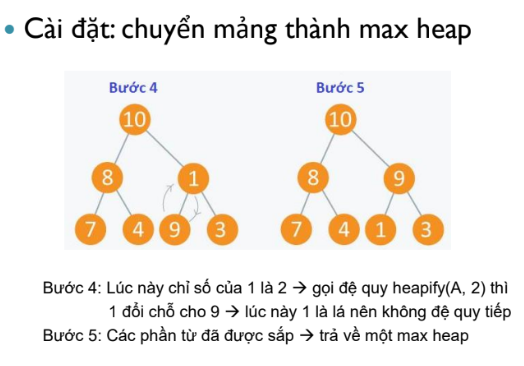 • Cài đặt: chuyển mảng thành max heap
Bước 4
Bước 5
10
10
8
1
8
9
7
4
9
3
7
4
1
3
Bước 4: Lúc này chỉ số của 1 là 2 → gọi đệ quy heapify(A, 2) thì
1 đổi chỗ cho 9 → lúc này 1 là lá nên không đệ quy tiếp
Bước 5: Các phần từ đã được sắp → trả về một max heap